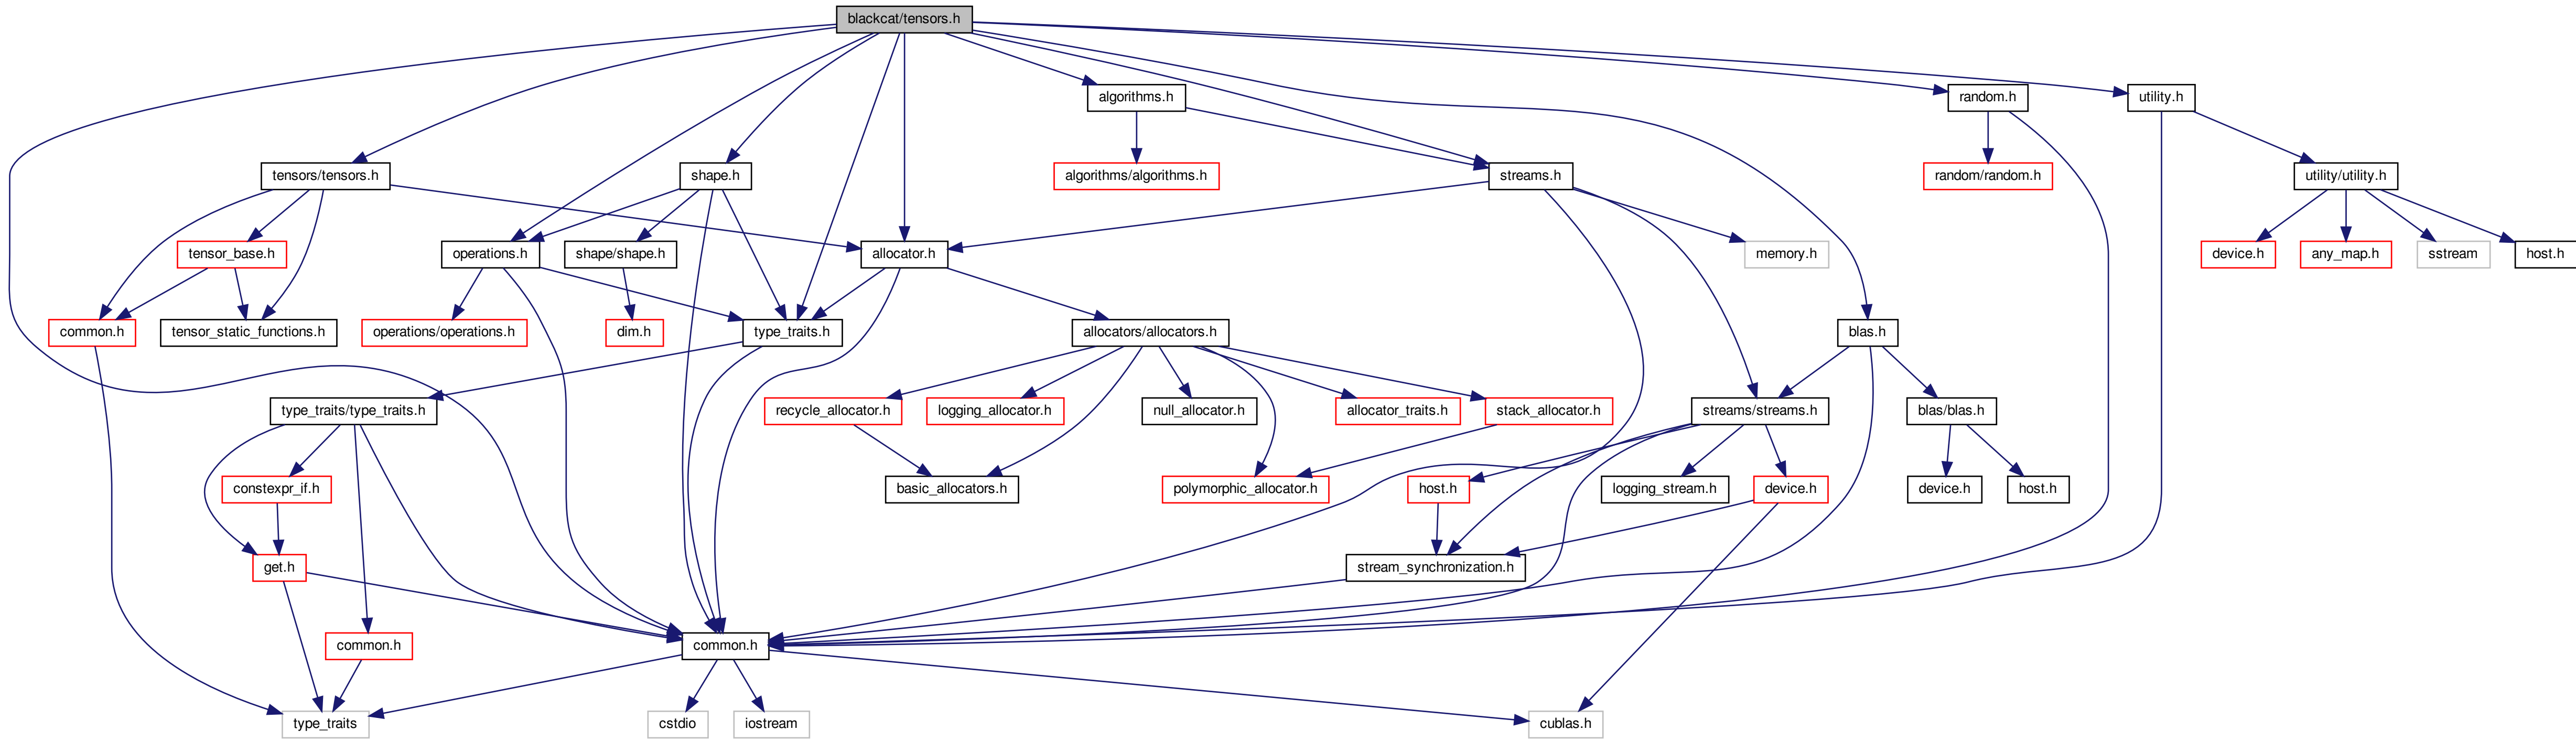 blackcat/tensors.h
algorithms.h
random.h
utility.h
tensors/tensors.h
shape.h
algorithms/algorithms.h
streams.h
random/random.h
utility/utility.h
tensor_base.h
operations.h
shape/shape.h
allocator.h
memory.h
device.h
any_map.h
sstream
host.h
common.h
tensor_static_functions.h
operations/operations.h
dim.h
type_traits.h
allocators/allocators.h
blas.h
type_traits/type_traits.h
recycle_allocator.h
logging_allocator.h
null_allocator.h
allocator_traits.h
stack_allocator.h
streams/streams.h
blas/blas.h
constexpr_if.h
basic_allocators.h
polymorphic_allocator.h
host.h
logging_stream.h
device.h
device.h
host.h
get.h
stream_synchronization.h
common.h
common.h
type_traits
cstdio
iostream
cublas.h